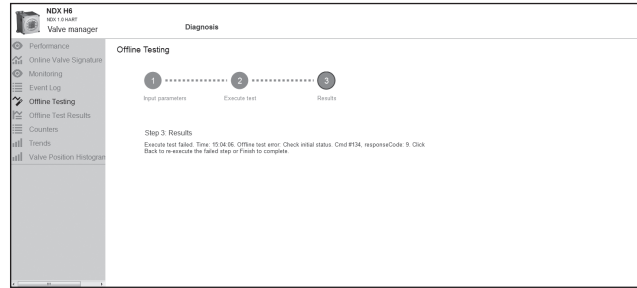 NDX H6
NDX 1.0 HART
Valve manager
Diagnosis
Performance
Online Valve Signature
Monitoring
Event Log
Offline Testing
Offline Test Results
Counters
Trends
Valve Position Histogran
Offline Testing
1
2
3
Input parameters
Execute test
Results
Step 3: Results
Execute test failed. Time: 15:04:06. Offline test error: Check initial status. Cmd #134, responseCode: 9. Click
Back to re-execute the failed step or Finish to complete.